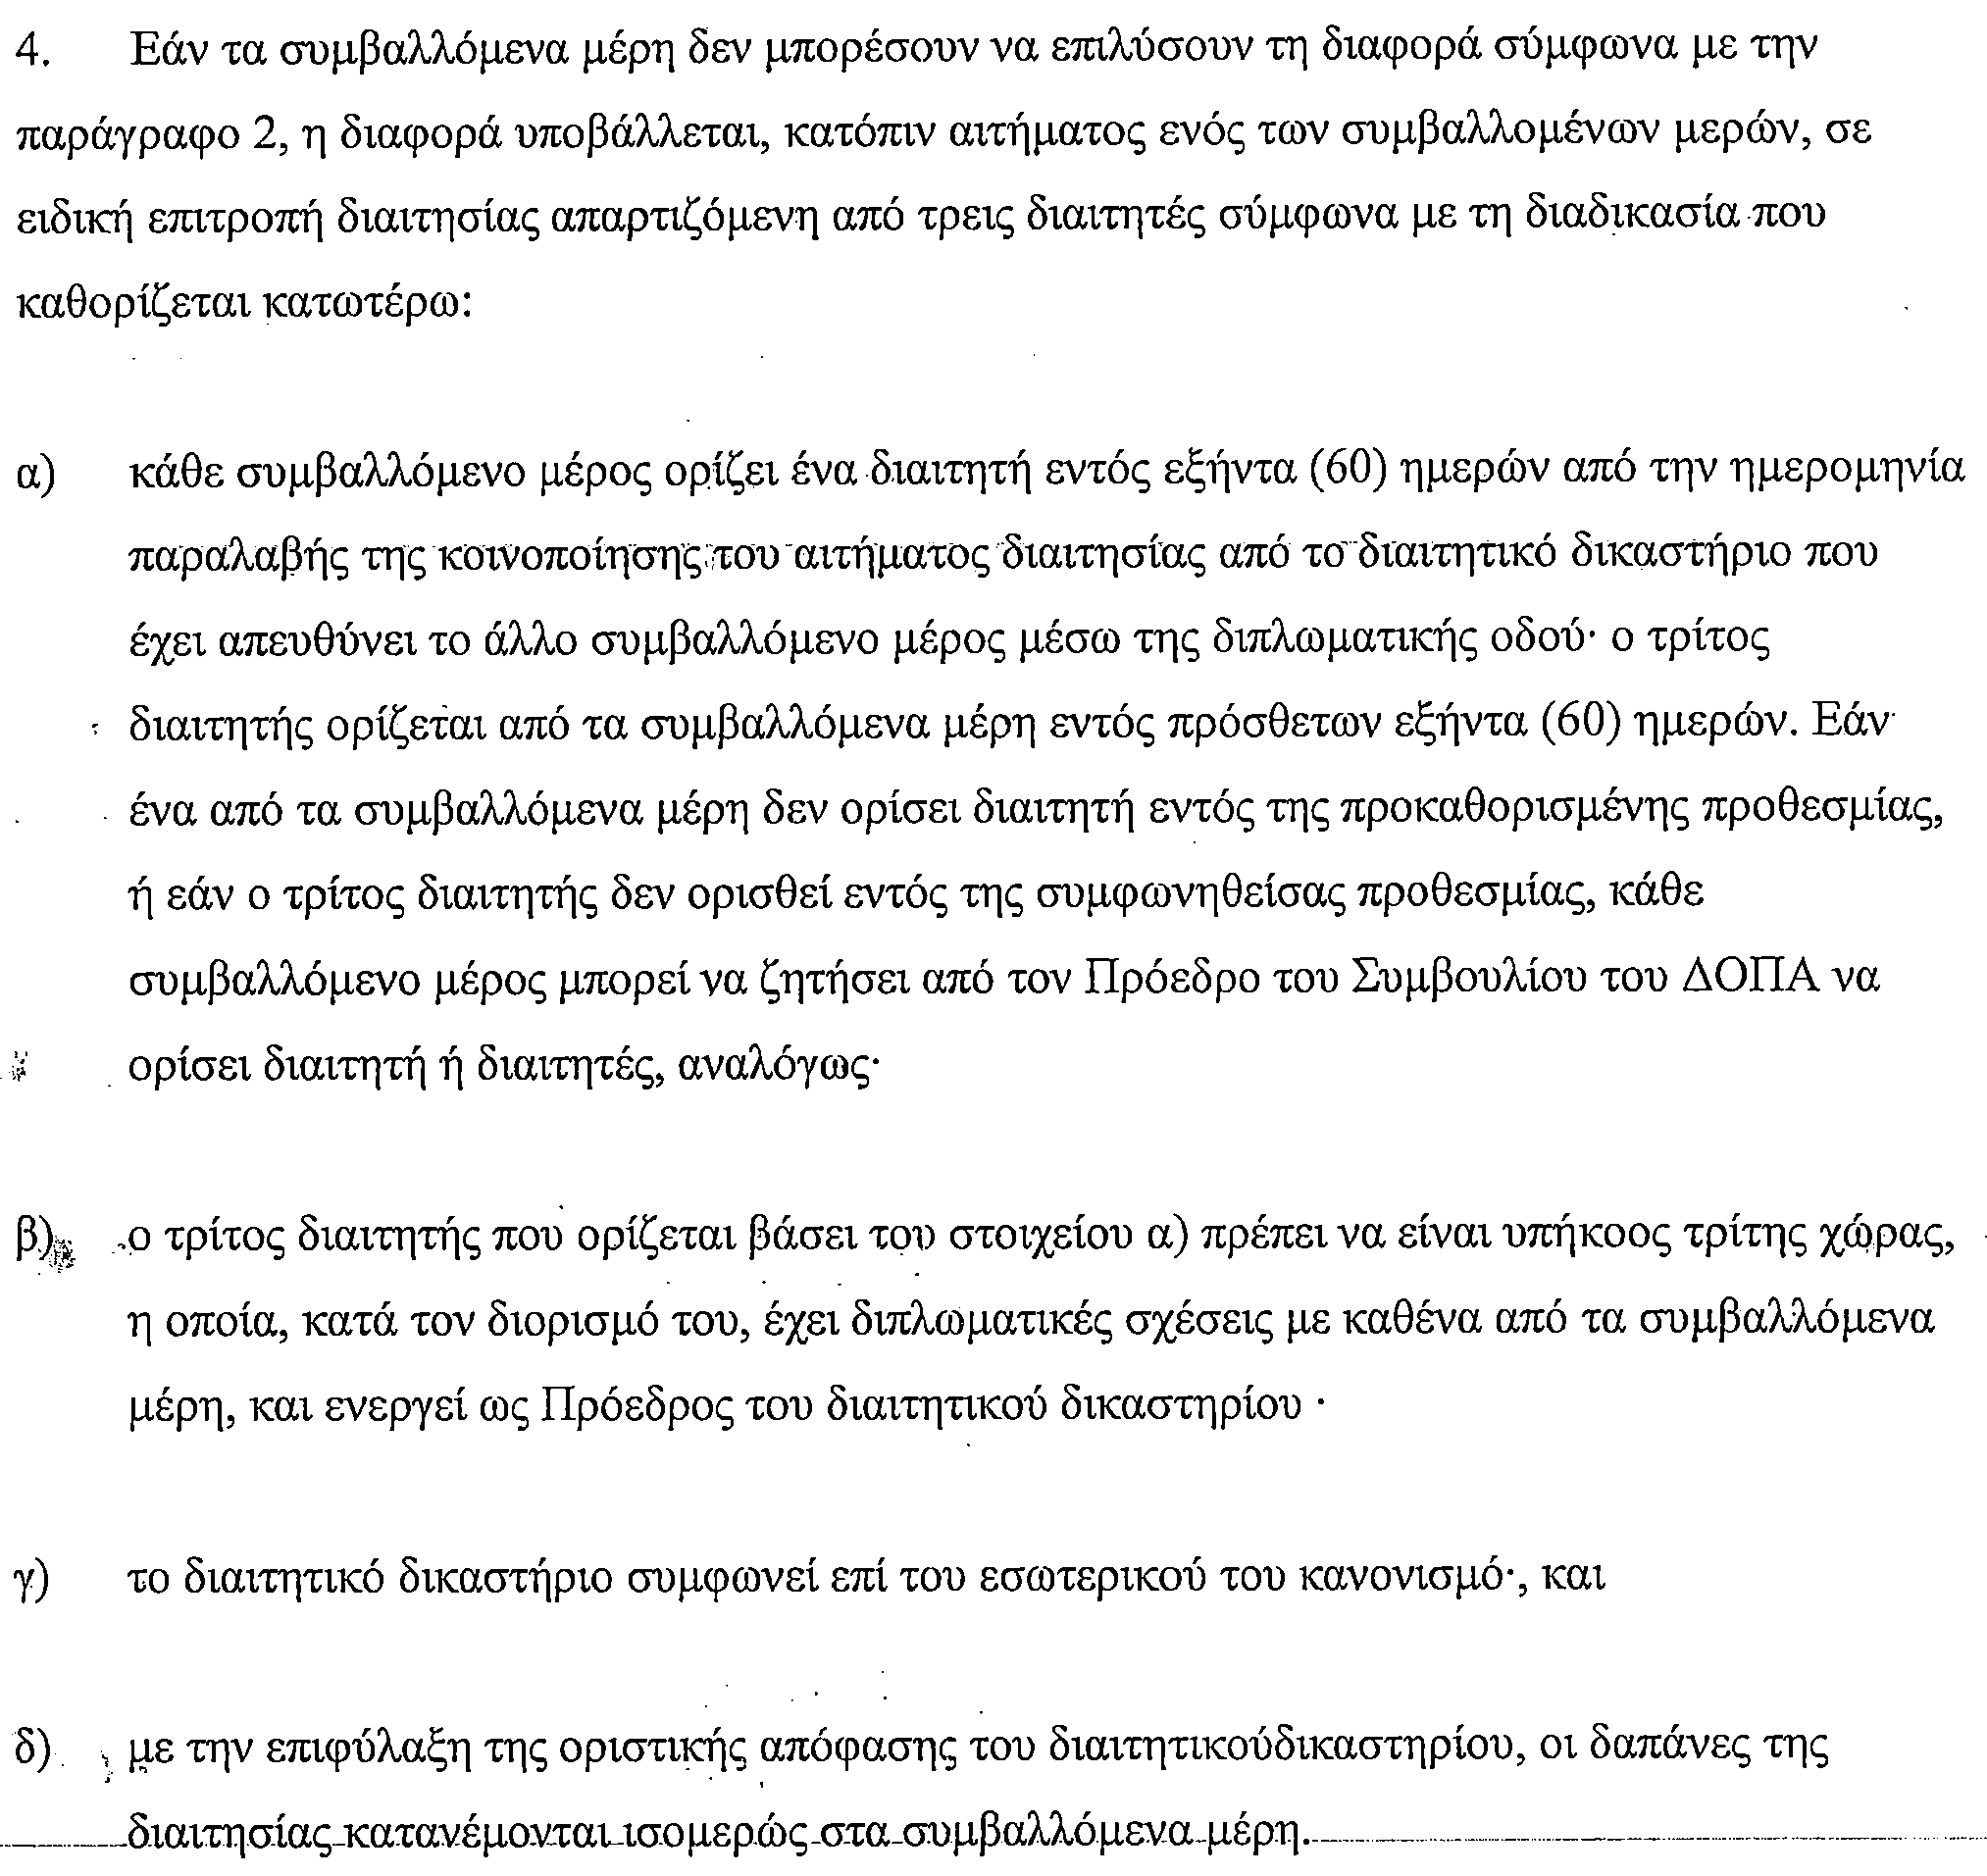 4. Εάν τα συμβαλλόμενα μέρη δεν μπορέσουν να επιλύσουν τη διαφορά σύμφωνα με την
παράγραφο 2, η διαφορά υποβάλλεται, κατόπιν αιτήματος ενός των συμβαλλομένων μερών, σε
ειδική επιτροπή διαιτησίας απαρτιζόμενη από τρεις διαιτητές σύμφωνα με τη διαδικασία που
καθορίζεται κατωτέρω:
α) κάθε συμβαλλόμενο μέρος ορίζει ένα διαιτητή εντός εξήντα (60) ημερών από την ημερομηνία
παραλαβής της κοινοποίησης του αιτήματος διαιτησίας από το διαιτητικό δικαστήριο που
έχει απευθύνει το άλλο συμβαλλόμενο μέρος μέσω της διπλωματικής οδού· ο τρίτος
διαιτητής ορίζεται από τα συμβαλλόμενα μέρη εντός πρόσθετων εξήντα (60) ημερών. Εάν
ένα από τα συμβαλλόμενα μέρη δεν ορίσει διαιτητή εντός της προκαθορισμένης προθεσμίας,
ή εάν ο τρίτος διαιτητής δεν ορισθεί εντός της συμφωνηθείσας προθεσμίας, κάθε
συμβαλλόμενο μέρος μπορεί να ζητήσει από τον Πρόεδρο του Συμβουλίου του ΔΟΠΑ να
ορίσει διαιτητή ή διαιτητές, αναλόγως·
β) ο τρίτος διαιτητής που ορίζεται βάσει του στοιχείου α) πρέπει να είναι υπήκοος τρίτης χώρας,
η οποία, κατά τον διορισμό του, έχει διπλωματικές σχέσεις με καθένα από τα συμβαλλόμενα
μέρη, και ενεργεί ως Πρόεδρος του διαιτητικού δικαστηρίου ·
γ) το διαιτητικό δικαστήριο συμφωνεί επί του εσωτερικού του κανονισμό·, και
δ) με την επιφύλαξη της οριστικής απόφασης του διαιτητικούδικαστηρίου, οι δαπάνες της
διαιτησίας κατανέμονται ισομερώς στα συμβαλλόμενα μέρη.